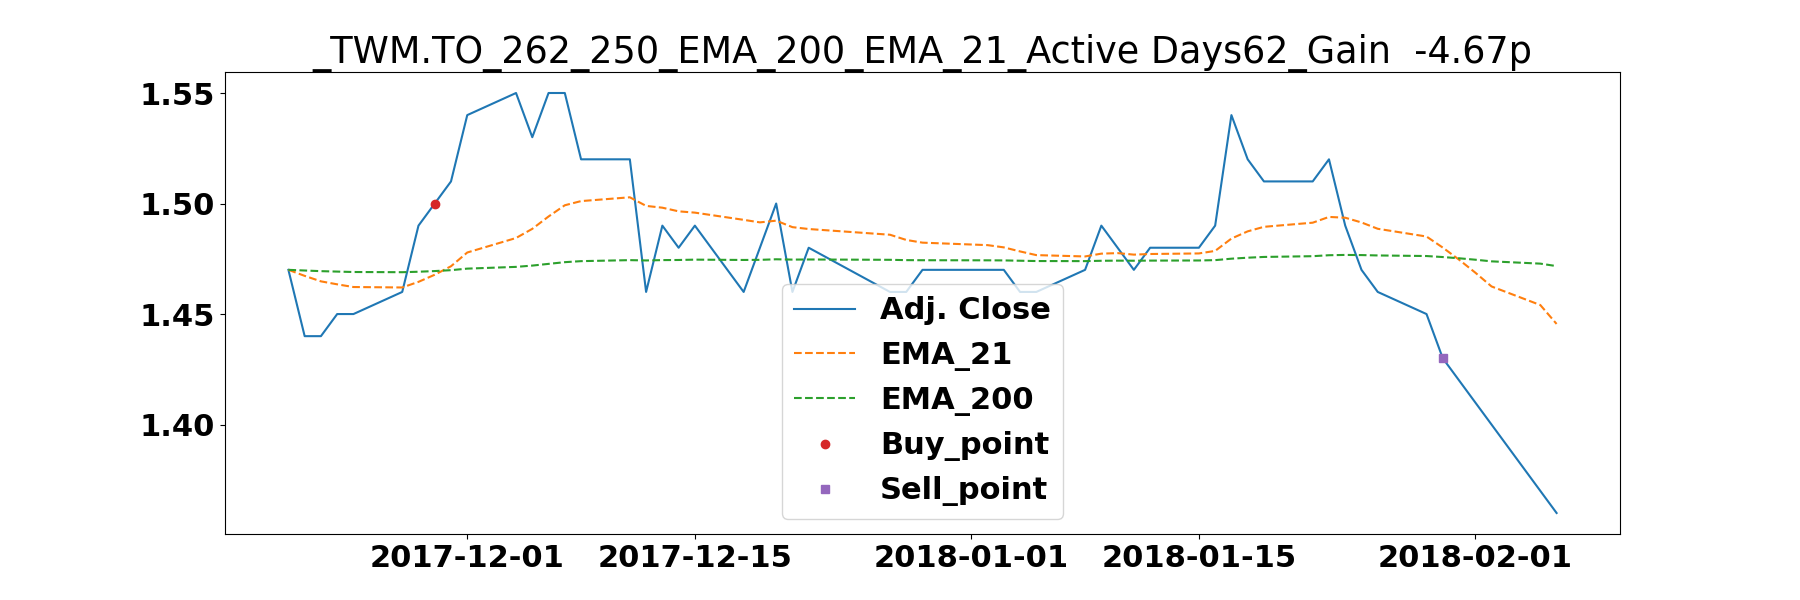 _TWM.TO_262_250_EMA_200_EMA_21_Active Days62_Gain  -4.67p
1.55
1.50
1.45
1.40
Adj. Close
EMA_21
EMA_200
Buy_point
Sell_point
2017-12-01 2017-12-15 2018-01-01 2018-01-15 2018-02-01